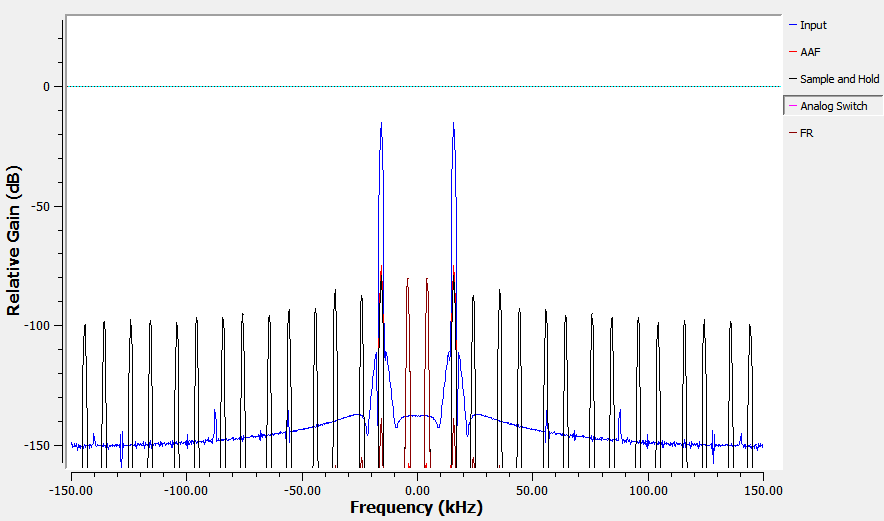 Input
AAF
0
Sample and Hold
Analog Switch
FR
-50
Relative Gain (dB)
-100
-150
-150.00 -100.00 -50.00 0.00 50.00 100.00 150.00
Frequency (kHz)